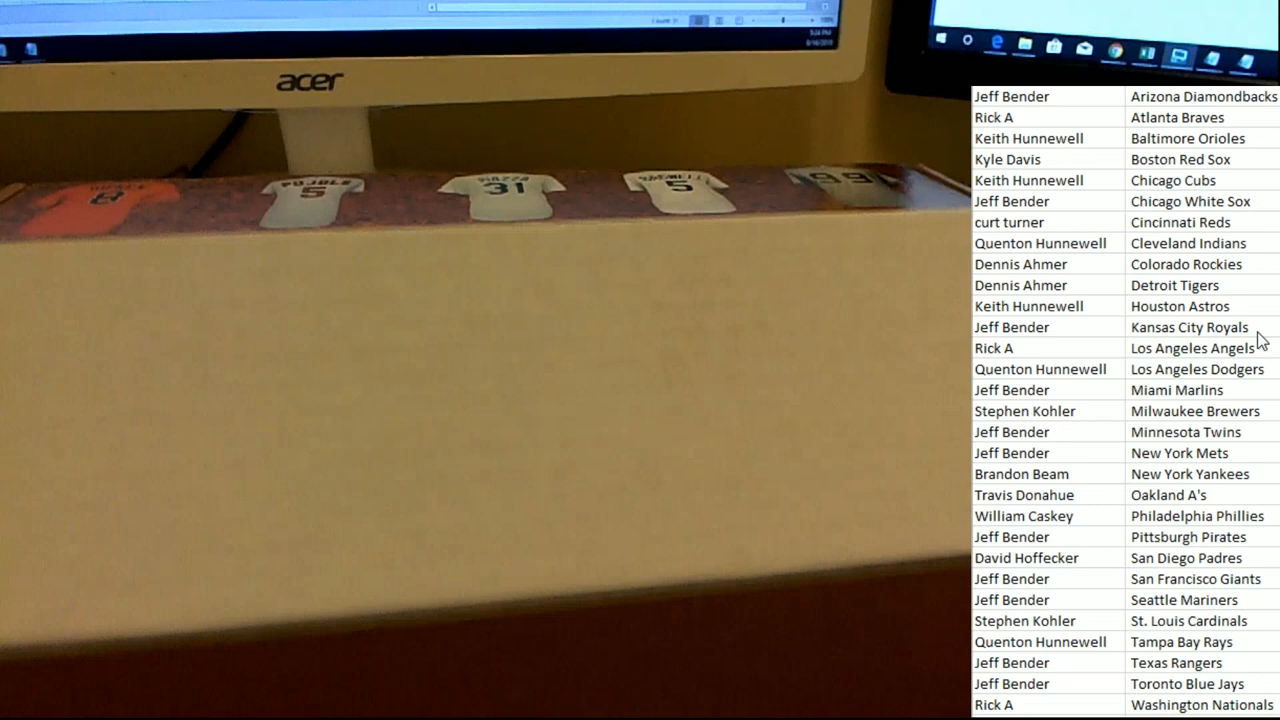 100%
5:24 PM
acer
PUJOLS
5
PIAZZA
31
BAGWELL
5
99
Jeff Bender Arizona Diamondbacks
Rick A Atlanta Braves
Keith Hunnewell Baltimore Orioles
Kyle Davis Boston Red Sox
Keith Hunnewell Chicago Cubs
Jeff Bender Chicago White Sox
curt turner Cincinnati Reds
Quenton Hunnewell Cleveland Indians
Dennis Ahmer Colorado Rockies
Dennis Ahmer Detroit Tigers
Keith Hunnewell Houston Astros
Jeff Bender Kansas City Royals
Rick A Los Angeles Angels
Quenton Hunnewell Los Angeles Dodgers
Jeff Bender Miami Marlins
Stephen Kohler Milwaukee Brewers
Jeff Bender Minnesota Twins
Jeff Bender New York Mets
Brandon Beam New York Yankees
Travis Donahue Oakland A's
William Caskey Philadelphia Phillies
Jeff Bender Pittsburgh Pirates
David Hoffecker San Diego Padres
Jeff Bender San Francisco Giants
Jeff Bender Seattle Mariners
Stephen Kohler St. Louis Cardinals
Quenton Hunnewell Tampa Bay Rays
Jeff Bender Texas Rangers
Jeff Bender Toronto Blue Jays
Rick A Washington Nationals